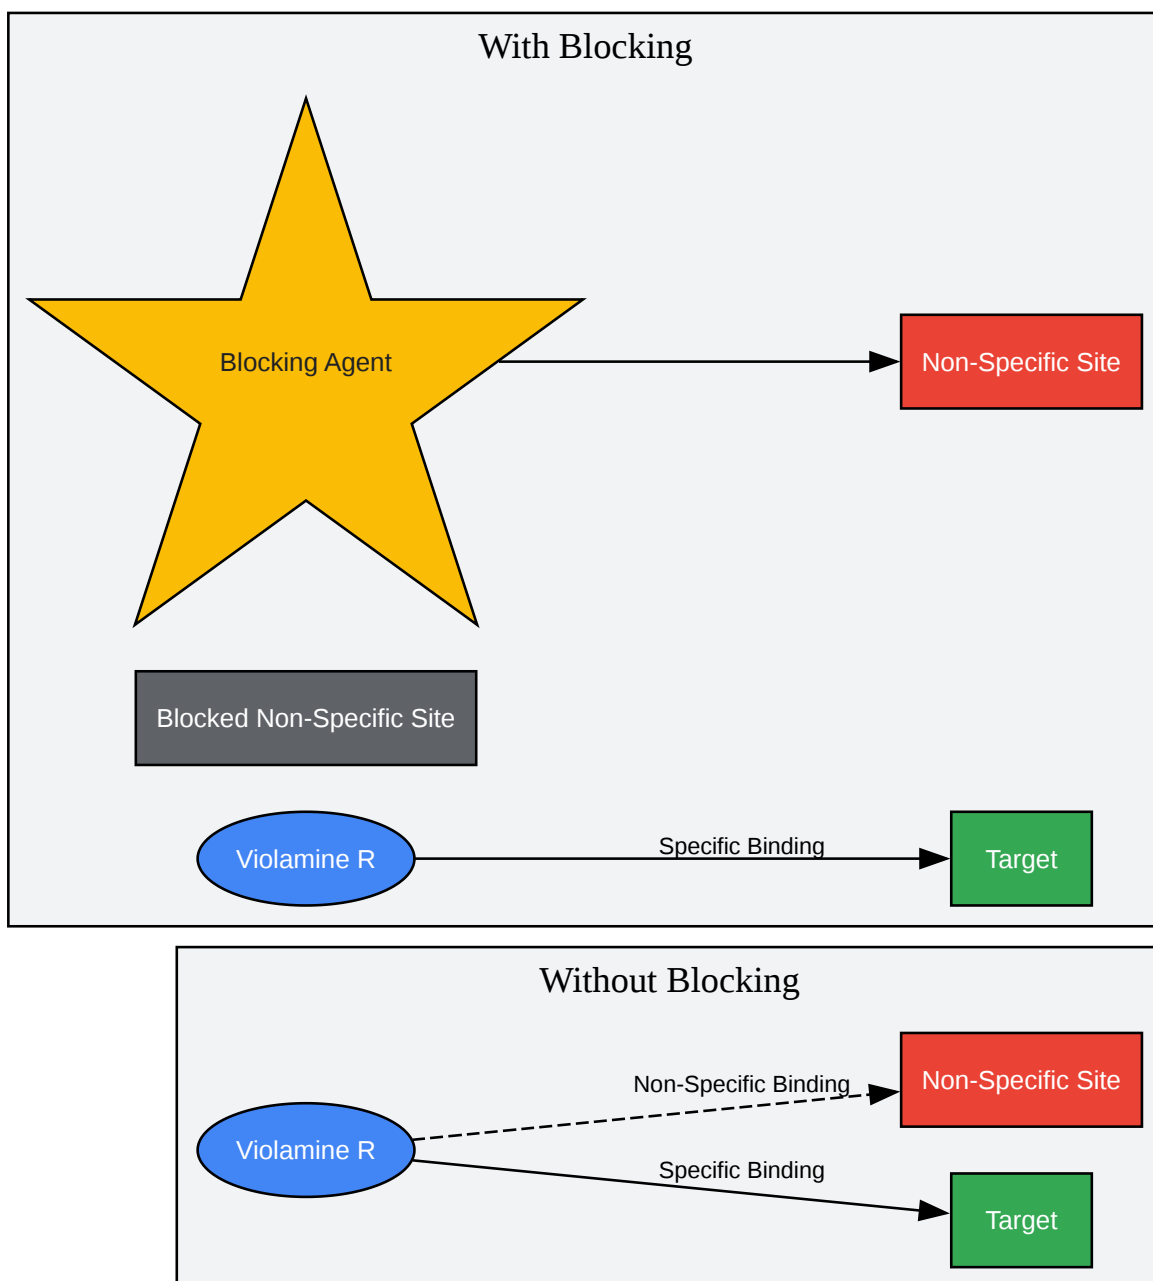 With Blocking
Blocking Agent
Non-Specific Site
Blocked Non-Specific Site
Violamine R
Specific Binding
Target
Without Blocking
Non-Specific Binding
Non-Specific Site
Violamine R
Specific Binding
Target